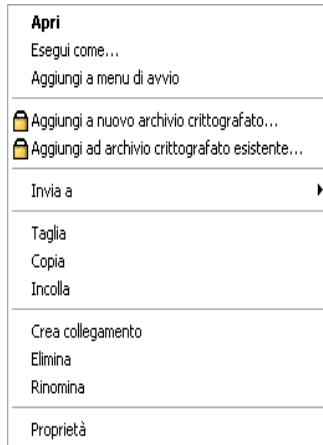 Apri
Esegui come...
Aggiungi a menu di avvio
Aggiungi a nuovo archivio crittografato...
Aggiungi ad archivio crittografato esistente...
Invia a
Taglia
Copia
Incolla
Crea collegamento
Elimina
Rinomina
Proprietà